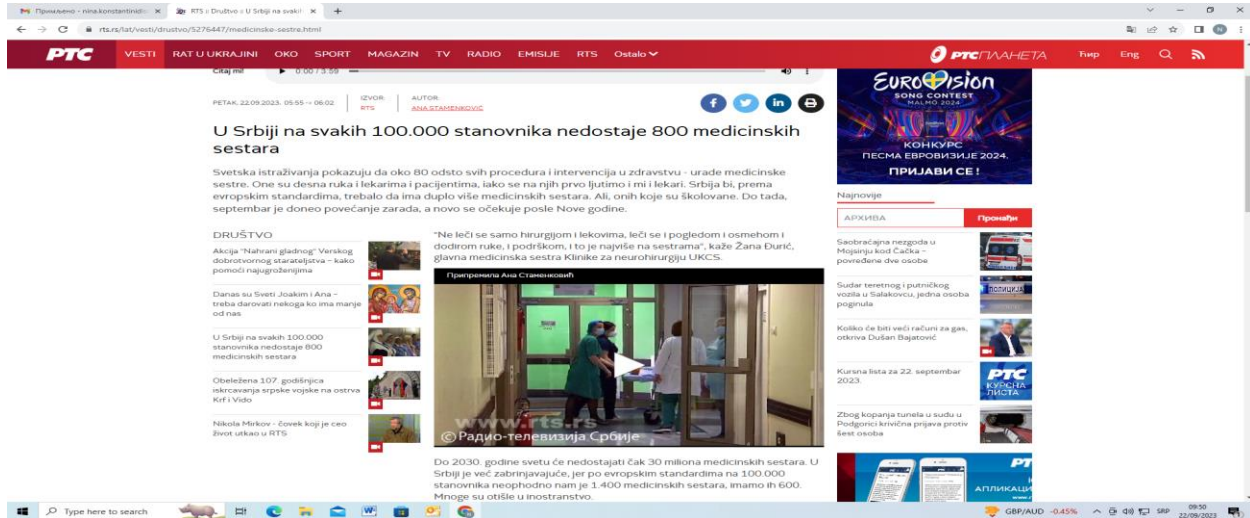 Примљено - nina.konstantinidis
RTS :: Društvo :: U Srbiji na svakih
rts.rs/lat/vesti/drustvo/5276447/medicinske-sestre.html
РТС
VESTI RAT U UKRAJINI OKO SPORT MAGAZIN TV RADIO EMISIJE RTS Ostalo
РТС ПЛАНЕТА
Ћир Eng
Čitaj mi!
0:00 / 3:59
PETAK, 22.09.2023, 05:55 -> 06:02
IZVOR:
RTS
AUTOR:
ANA STAMENKOVIĆ
U Srbiji na svakih 100.000 stanovnika nedostaje 800 medicinskih
sestara
Svetska istraživanja pokazuju da oko 80 odsto svih procedura i intervencija u zdravstvu - urade medicinske
sestre. One su desna ruka i lekarima i pacijentima, iako se na njih prvo ljutimo i mi i lekari. Srbija bi, prema
evropskim standardima, trebalo da ima duplo više medicinskih sestara. Ali, onih koje su školovane. Do tada,
septembar je doneo povećanje zarada, a novo se očekuje posle Nove godine.
DRUŠTVO
Akcija "Nahrani gladnog" Verskog
dobrotvornog starateljstva – kako
pomoći najugroženijima
Danas su Sveti Joakim i Ana –
treba darovati nekoga ko ima manje
od nas
U Srbiji na svakih 100.000
stanovnika nedostaje 800
medicinskih sestara
Obeležena 107. godišnjica
iskrcavanja srpske vojske na ostrva
Krf i Vido
Nikola Mirkov - čovek koji je ceo
život utkao u RTS
"Ne leči se samo hirurgijom i lekovima, leči se i pogledom i osmehom i
dodirom ruke, i podrškom, i to je najviše na sestrama", kaže Žana Đurić,
glavna medicinska sestra Klinike za neurohirurgiju UKCS.
Припремила Ана Стаменковић
www.rts.rs
© Радио-телевизија Србије
Do 2030. godine svetu će nedostajati čak 30 miliona medicinskih sestara. U
Srbiji je već zabrinjavajuće, jer po evropskim standardima na 100.000
stanovnika neophodno nam je 1.400 medicinskih sestara, imamo ih 600.
Mnoge su otišle u inostranstvo.
EUROVISION
SONG CONTEST
MALMÖ 2024
КОНКУРС
ПЕСМА ЕВРОВИЗИЈЕ 2024.
ПРИЈАВИ СЕ !
Najnovije
АРХИВА
Пронађи
Saobraćajna nezgoda u
Mojsinju kod Čačka –
povređene dve osobe
Sudar teretnog i putničkog
vozila u Salakovcu, jedna osoba
poginula
ПОЛИЦИЈА
Koliko će biti veći računi za gas,
otkriva Dušan Bajatović
Kursna lista za 22. septembar
2023.
РТС
КУРСНА
ЛИСТА
Zbog kopanja tunela u sudu u
Podgorici krivična prijava protiv
šest osoba
РТ
АПЛИКАЦИ
Type here to search
GBP/AUD -0.45%
SRP
09:50
22/09/2023